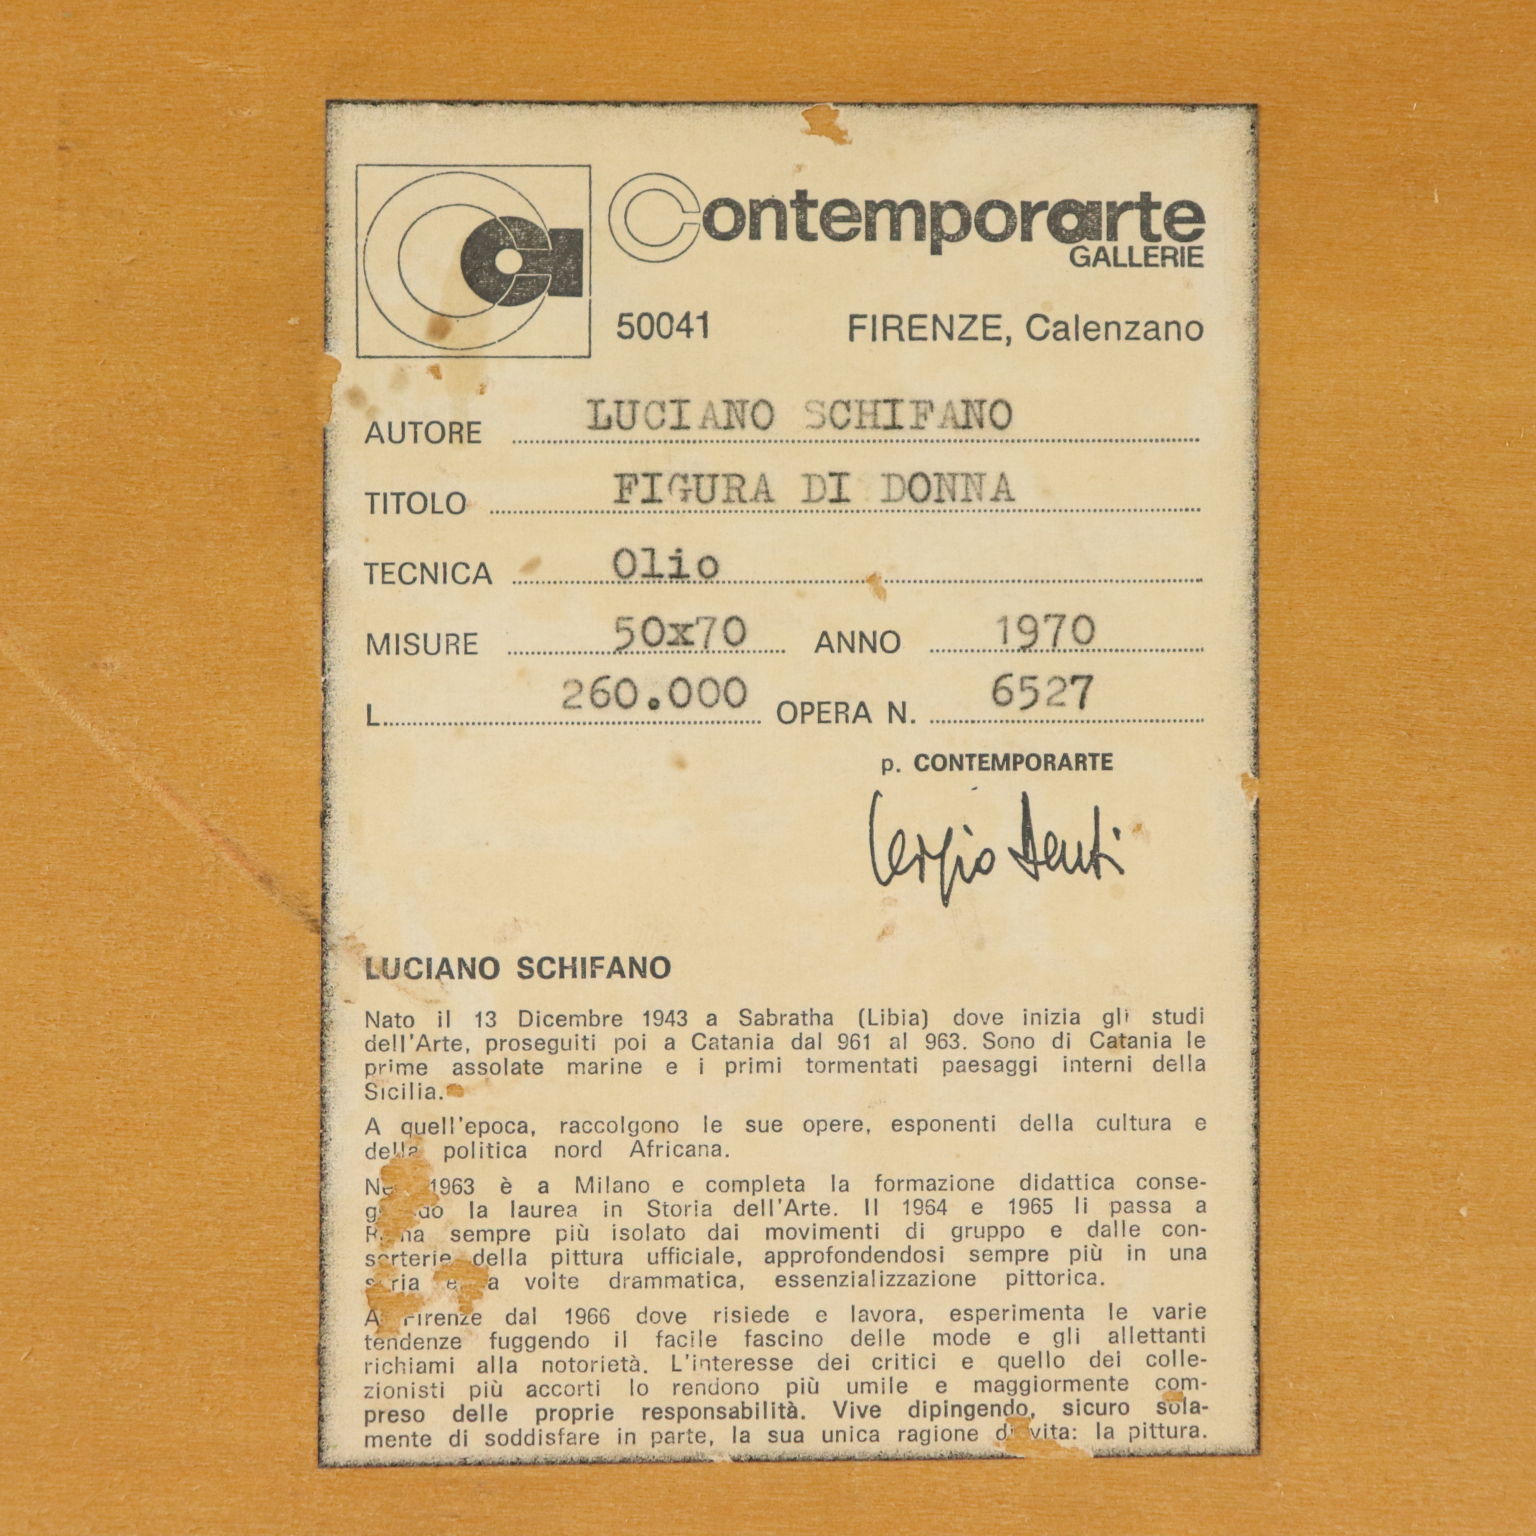 Contemporarte
GALLERIE
50041 FIRENZE, Calenzano
AUTORE LUCIANO SCHIFANO
TITOLO FIGURA DI DONNA
TECNICA Olio
MISURE 50x70 ANNO 1970
L. 260.000 OPERA N. 6527
p. CONTEMPORARTE
LUCIANO SCHIFANO
Nato il 13 Dicembre 1943 a Sabratha (Libia) dove inizia gli studi
dell'Arte, proseguiti poi a Catania dal 961 al 963. Sono di Catania le
prime assolate marine e i primi tormentati paesaggi interni della
Sicilia.
A quell'epoca, raccolgono le sue opere, esponenti della cultura e
della politica nord Africana.
1963 è a Milano e completa la formazione didattica conse-
la laurea in Storia dell'Arte. Il 1964 e 1965 li passa a
Roma sempre più isolato dai movimenti di gruppo e dalle con-
sorterie della pittura ufficiale, approfondendosi sempre più in una
seria volte drammatica, essenzializzazione pittorica.
A Firenze dal 1966 dove risiede e lavora, esperimenta le varie
tendenze fuggendo il facile fascino delle mode e gli allettanti
richiami alla notorietà. L'interesse dei critici e quello dei colle-
zionisti più accorti lo rendono più umile e maggiormente com-
preso delle proprie responsabilità. Vive dipingendo, sicuro sola-
mente di soddisfare in parte, la sua unica ragione di vita: la pittura.